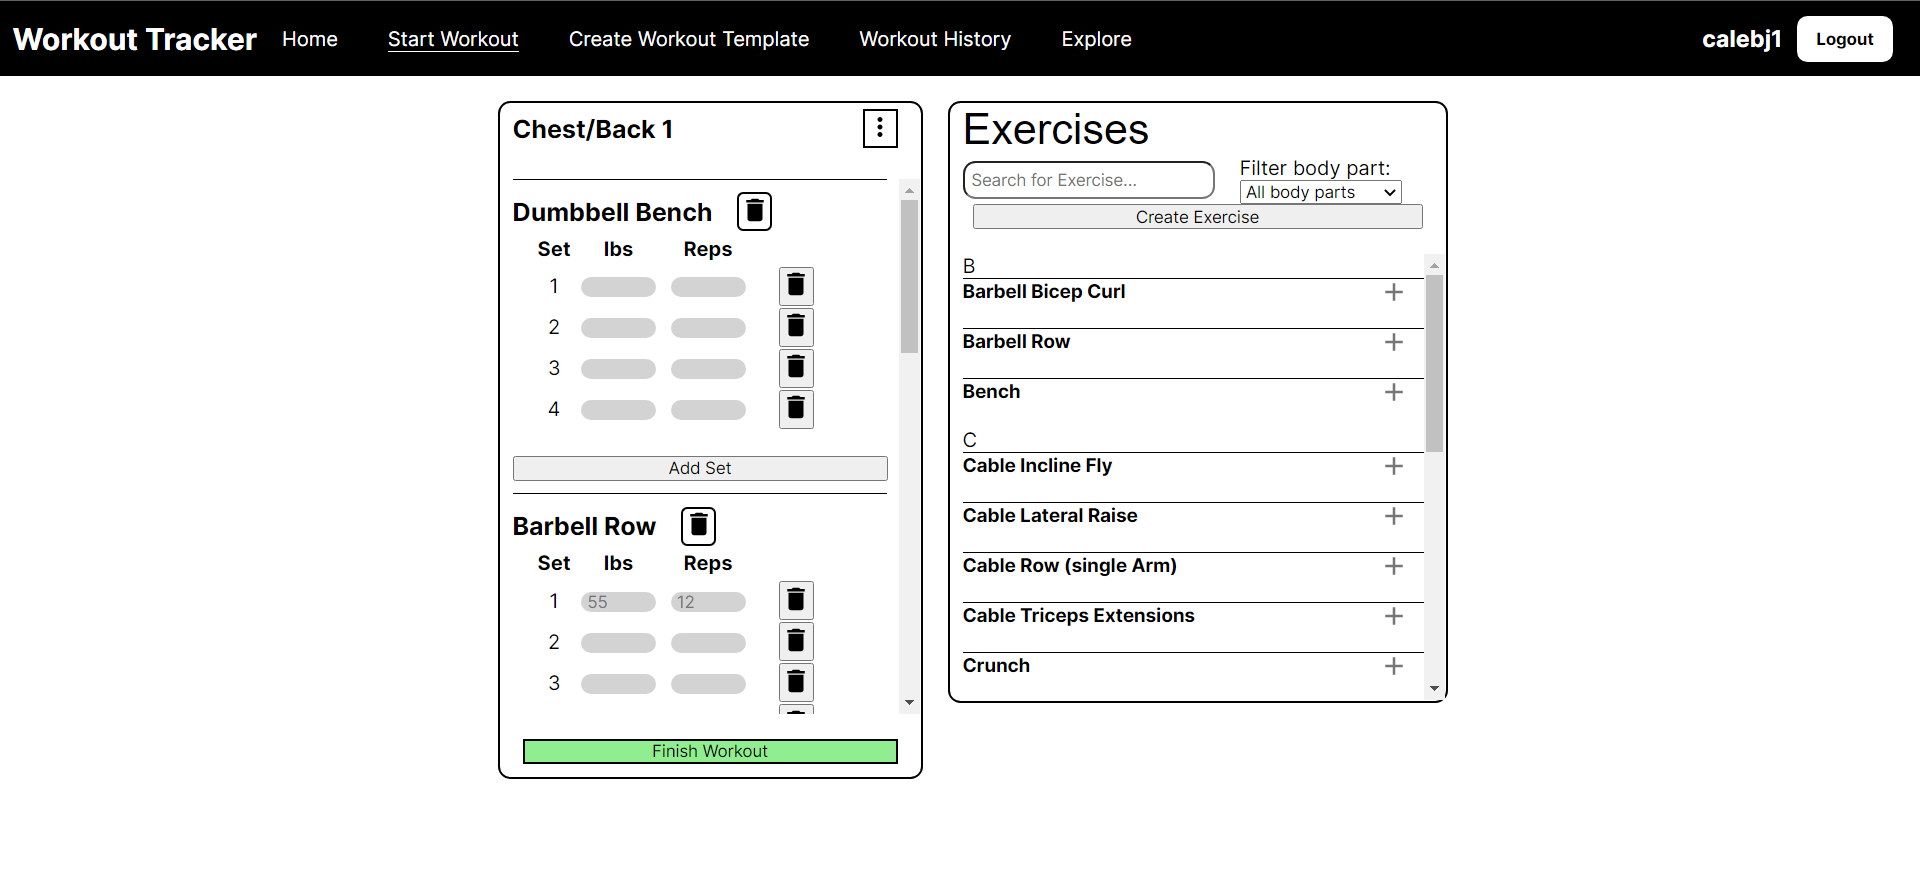 Workout Tracker Home Start Workout Create Workout Template Workout History Explore calebj1 Logout
Chest/Back 1
Dumbbell Bench
Set lbs Reps
1
2
3
4
Add Set
Barbell Row
Set lbs Reps
1 55 12
2
3
Finish Workout
Exercises
Search for Exercise...
Filter body part:
All body parts
Create Exercise
B
Barbell Bicep Curl
Barbell Row
Bench
C
Cable Incline Fly
Cable Lateral Raise
Cable Row (single Arm)
Cable Triceps Extensions
Crunch